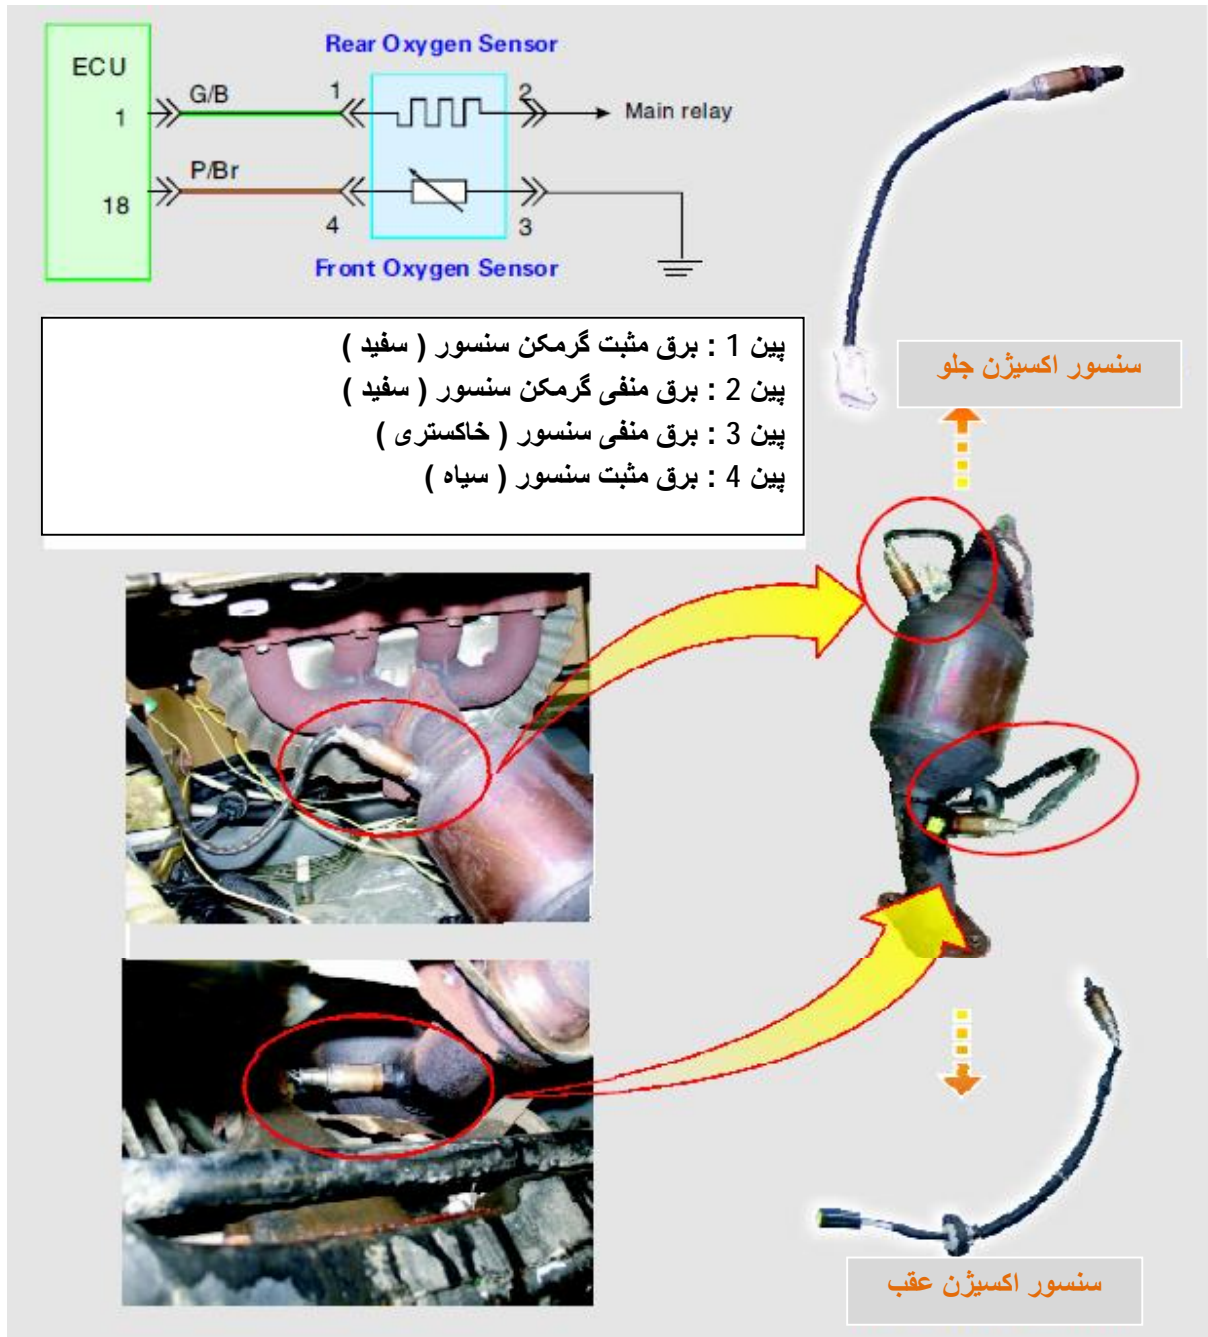 Rear Oxygen Sensor
ECU
G/B
1
2
1
Main relay
P/Br
18
4
3
Front Oxygen Sensor
پین 1 : برق مثبت گرمکن سنسور ( سفید )
پین 2 : برق منفی گرمکن سنسور ( سفید )
پین 3 : برق منفی سنسور ( خاکستری )
پین 4 : برق مثبت سنسور ( سیاه )
سنسور اکسیژن جلو
سنسور اکسیژن عقب